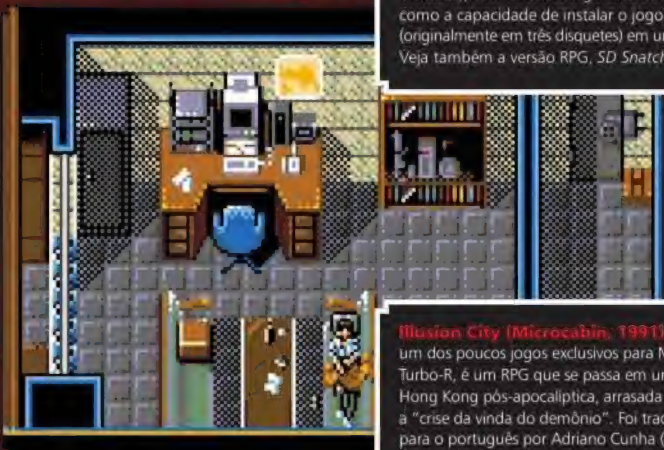 como a capacidade de instalar o jogo
(originalmente em três disquetes) em
Veja também a versão RPG, SD Snatch
Illusion City (Microcabin, 1991)
um dos poucos jogos exclusivos para
Turbo-R, é um RPG que se passa em
Hong Kong pós-apocalíptica, arrasada
a "crise da vinda do demônio". Foi
para o português por Adriano Cunha (